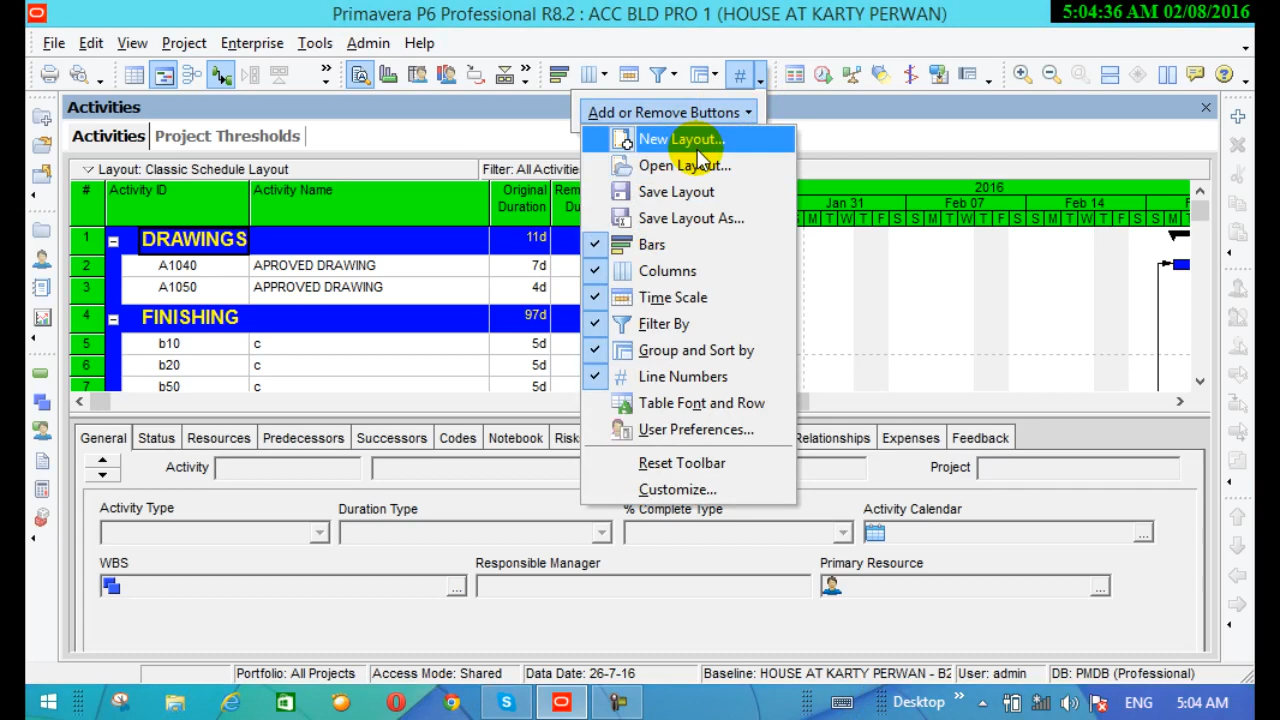 Primavera P6 Professional R8.2 : ACC BLD PRO 1 (HOUSE AT KARTY PERWAN)
5:04:36 AM 02/08/2016
File Edit View Project Enterprise Tools Admin Help
Activities
Add or Remove Buttons
Activities Project Thresholds
New Layout...
Open Layout...
Save Layout
Save Layout As...
Bars
Columns
Time Scale
Filter By
Group and Sort by
Line Numbers
Table Font and Row
User Preferences...
Reset Toolbar
Customize...
Layout: Classic Schedule Layout Filter: All Activities
# Activity ID Activity Name Original Duration
2016
Jan 31 Feb 07 Feb 14
S M T W T F S S M T W T F S S M T W T F S
1 DRAWINGS 11d
2 A1040 APROVED DRAWING 7d
3 A1050 APPROVED DRAWING 4d
4 FINISHING 97d
5 b10 c 5d
6 b20 c 5d
7 b50 c 5d
General Status Resources Predecessors Successors Codes Notebook Risks Relationships Expenses Feedback
Activity Project
Activity Type Duration Type % Complete Type Activity Calendar
WBS Responsible Manager Primary Resource
Portfolio: All Projects Access Mode: Shared Data Date: 26-7-16 Baseline: HOUSE AT KARTY PERWAN - B2 User: admin DB: PMDB (Professional)
Desktop ENG 5:04 AM